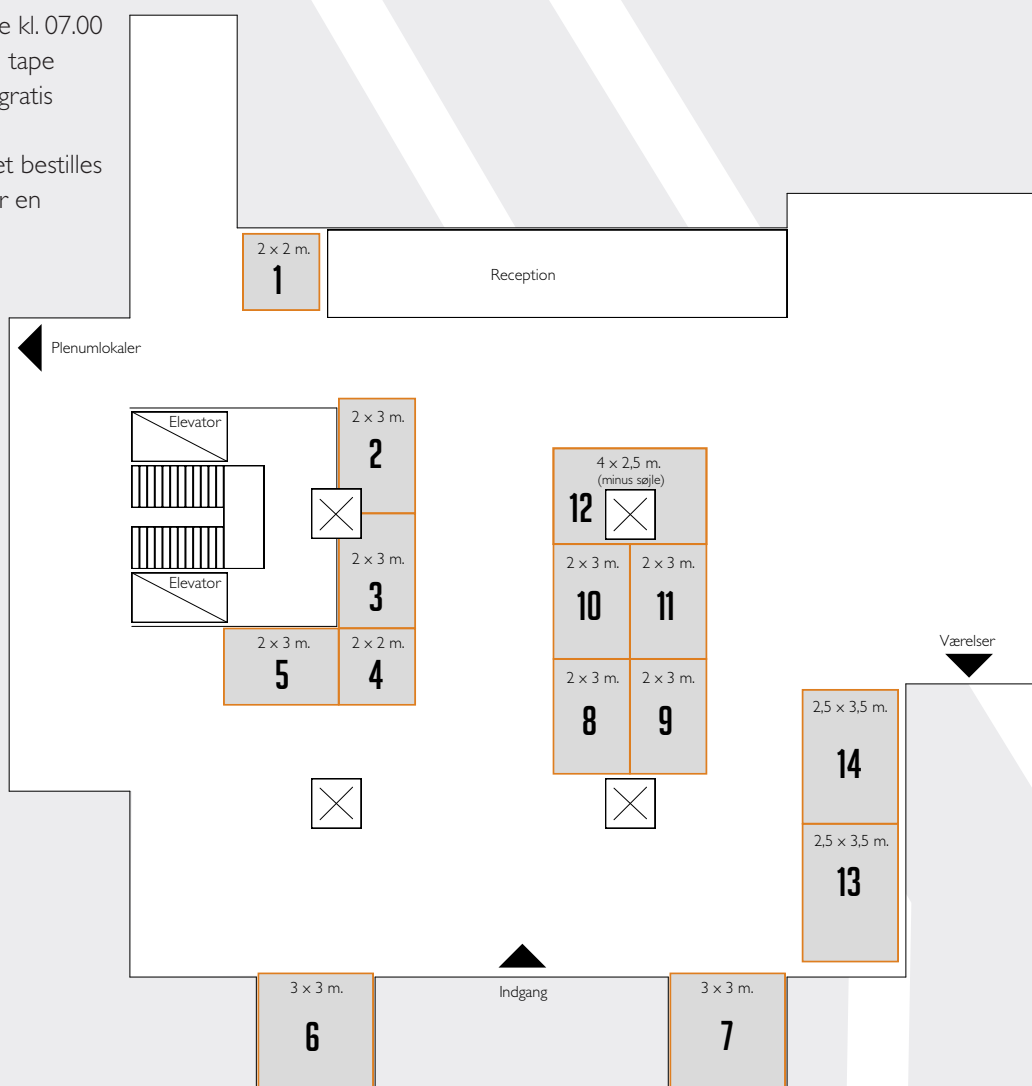 e kl. 07.00
tape
gratis
et bestilles
r en
2 x 2 m.
1
Reception
Plenumlokaler
Elevator
2 x 3 m.
2
4 x 2,5 m.
(minus søjle)
12
2 x 3 m.
3
2 x 3 m.
10
2 x 3 m.
11
Elevator
2 x 3 m.
5
2 x 2 m.
4
Værelser
2 x 3 m.
8
2 x 3 m.
9
2,5 x 3,5 m.
14
2,5 x 3,5 m.
13
3 x 3 m.
6
Indgang
3 x 3 m.
7